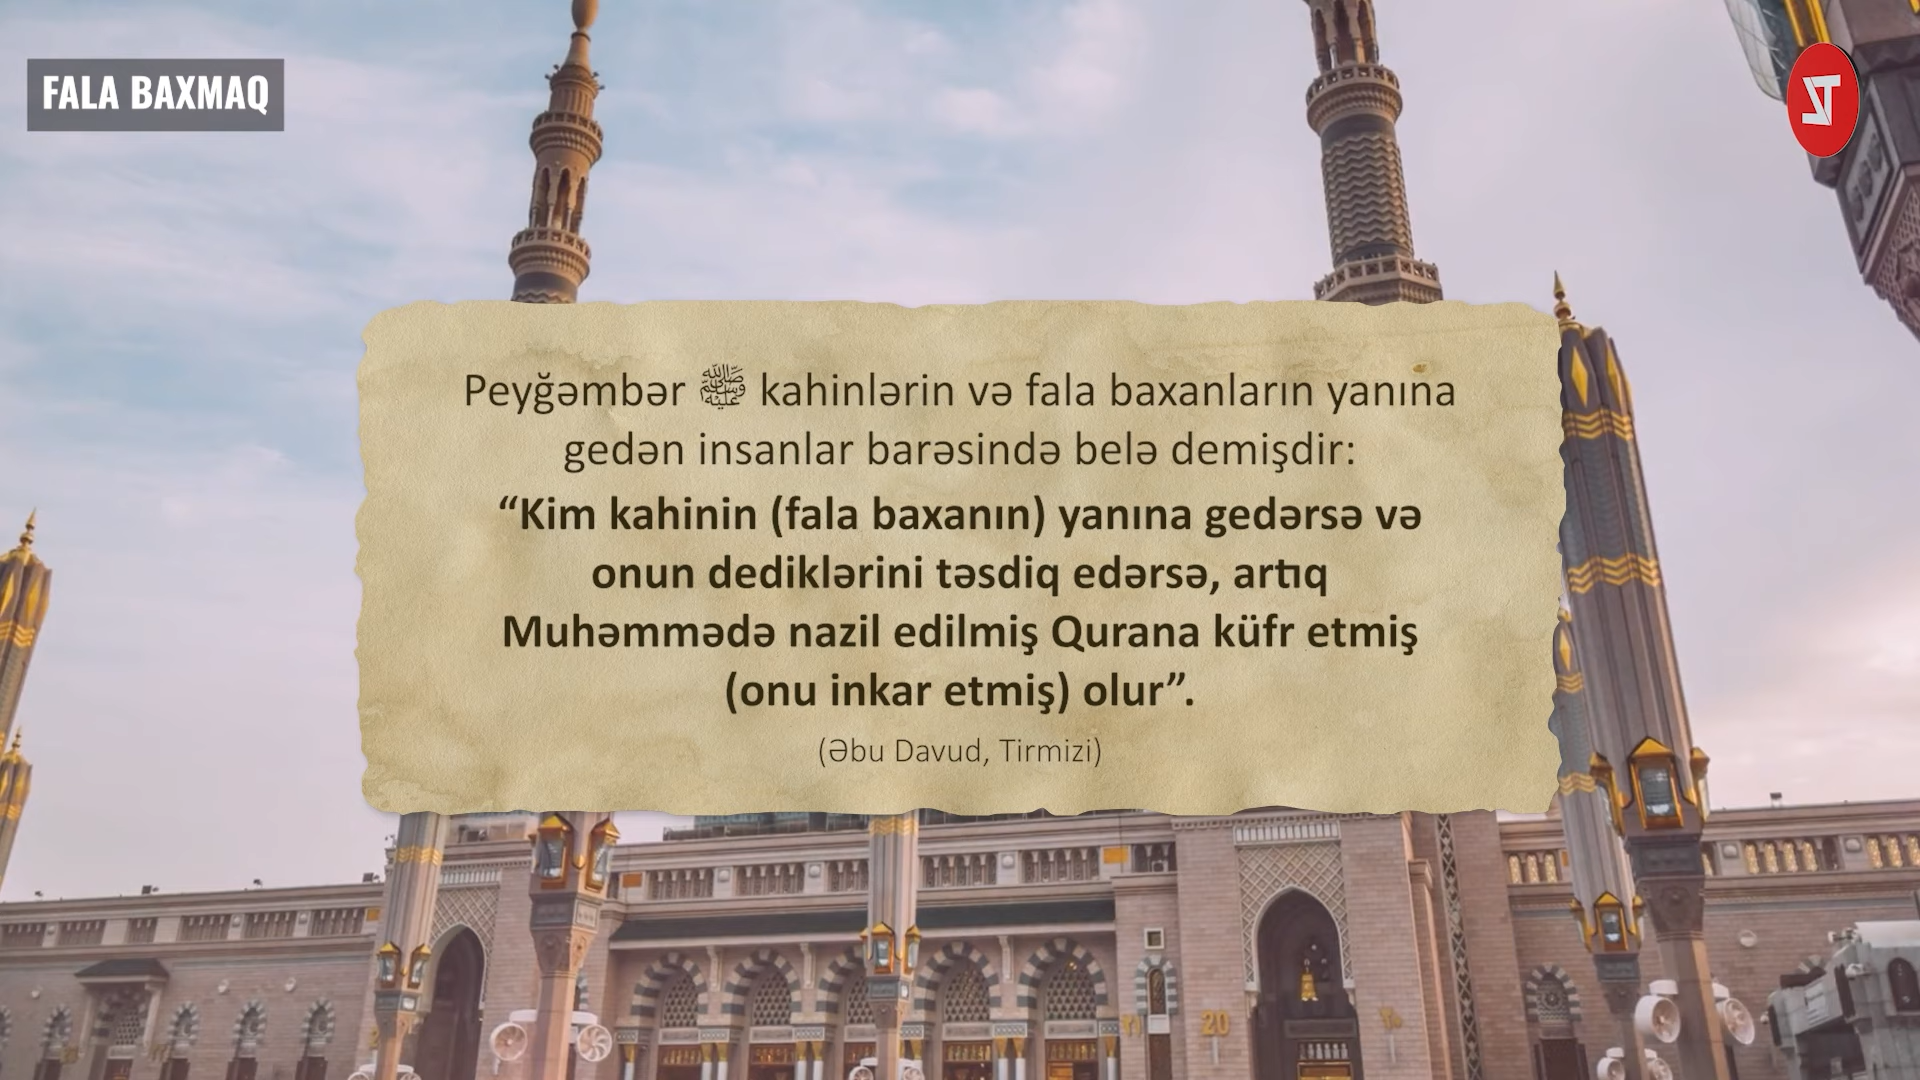 FALA BAXMAQ
Peyğəmbər ﷺ kahinlərin və fala baxanların yanına
gedən insanlar barəsində belə demişdir:
“Kim kahinin (fala baxanın) yanına gedərsə və
onun dediklərini təsdiq edərsə, artıq
Muhəmmədə nazil edilmiş Qurana küfr etmiş
(onu inkar etmiş) olur”.
(Əbu Davud, Tirmizi)
20